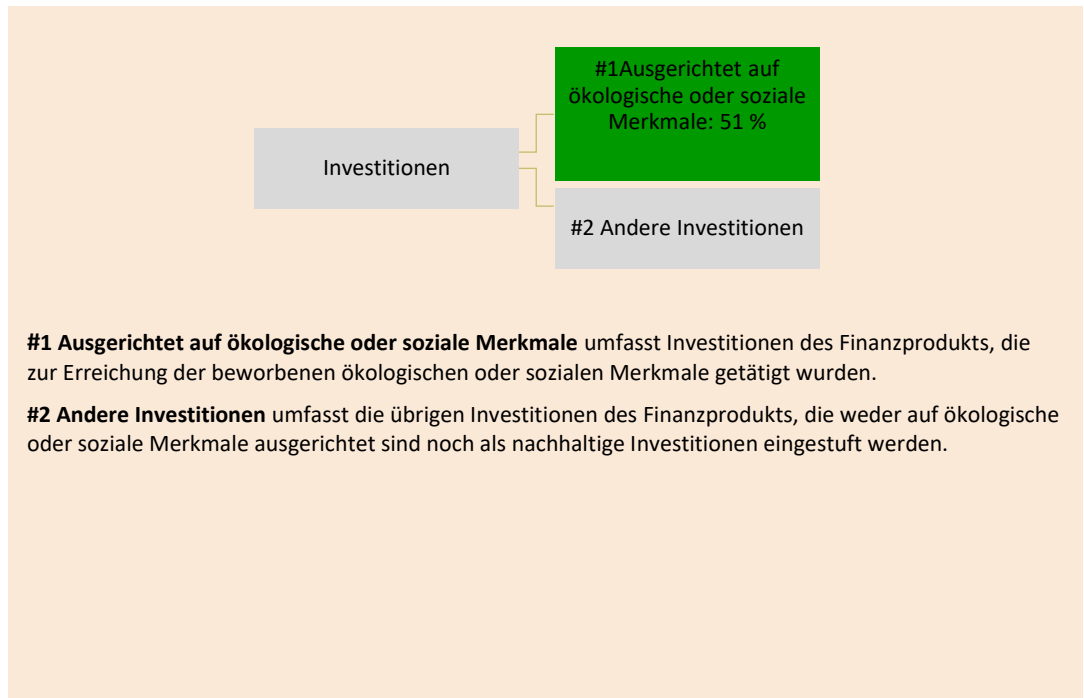 #1Ausgerichtet auf
ökologische oder soziale
Merkmale: 51 %
Investitionen
#2 Andere Investitionen
#1 Ausgerichtet auf ökologische oder soziale Merkmale umfasst Investitionen des Finanzprodukts, die
zur Erreichung der beworbenen ökologischen oder sozialen Merkmale getätigt wurden.
#2 Andere Investitionen umfasst die übrigen Investitionen des Finanzprodukts, die weder auf ökologische
oder soziale Merkmale ausgerichtet sind noch als nachhaltige Investitionen eingestuft werden.